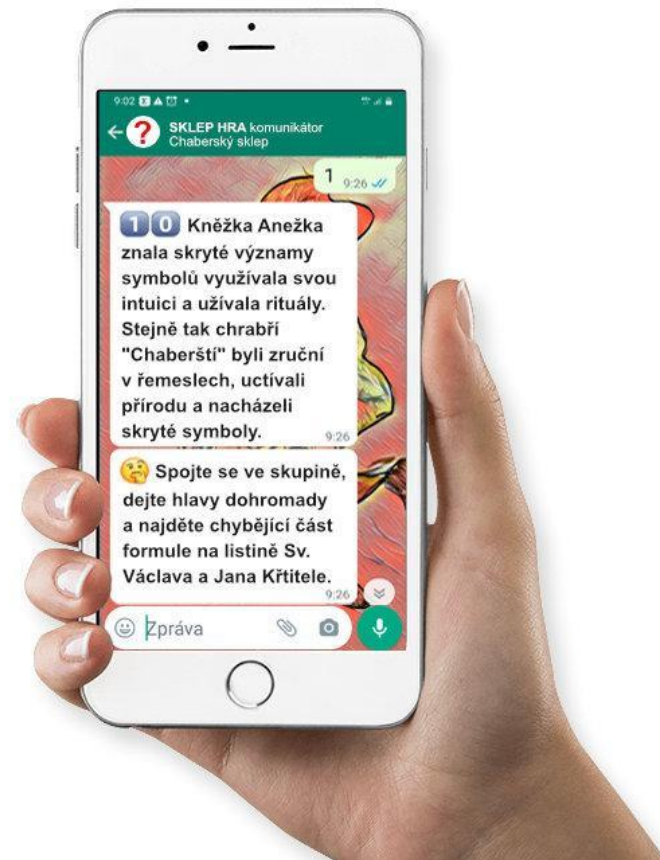 9:02
SKLEP HRA komunikátor
Chaberský sklep
1 9:26
10 Kněžka Anežka
znala skryté významy
symbolů využívala svou
intuici a užívala rituály.
Stejně tak chrabří
"Chaberští" byli zruční
v řemeslech, uctívali
přírodu a nacházeli
skryté symboly. 9:26
🤔 Spojte se ve skupině,
dejte hlavy dohromady
a najděte chybějící část
formule na listině Sv.
Václava a Jana Křtitele.
9:26
Zpráva